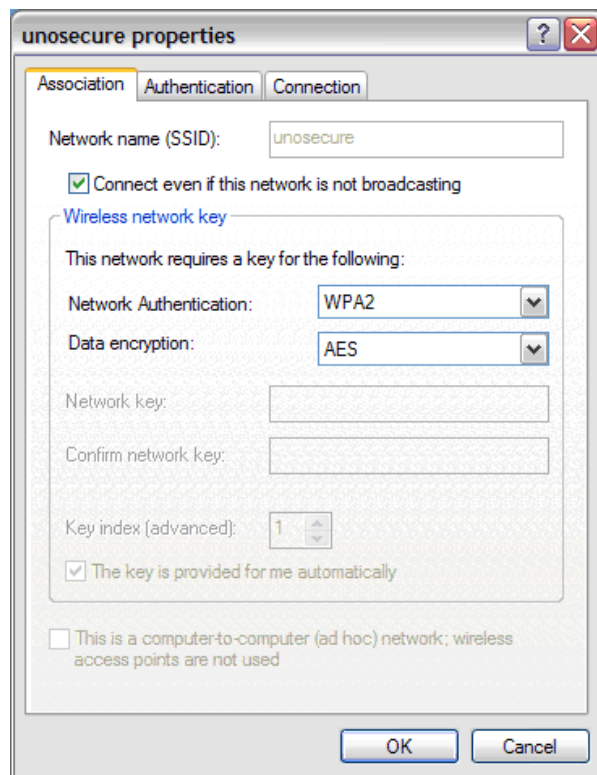 unosecure properties
Association Authentication Connection
Network name (SSID): unosecure
Connect even if this network is not broadcasting
Wireless network key
This network requires a key for the following:
Network Authentication: WPA2
Data encryption: AES
Network key:
Confirm network key:
Key index (advanced): 1
The key is provided for me automatically
This is a computer-to-computer (ad hoc) network; wireless
access points are not used
OK Cancel